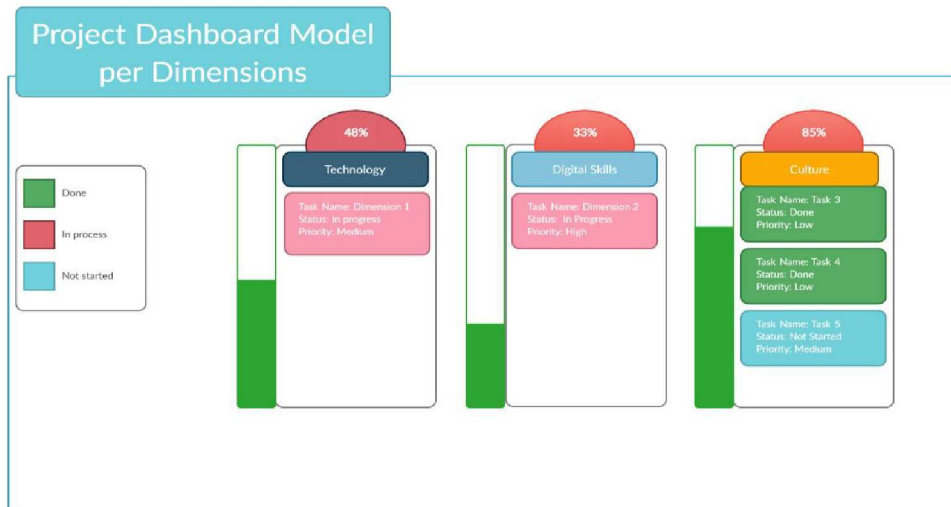 Project Dashboard Model
per Dimensions
Done
In process
Not started
48%
Technology
Task Name: Dimension 1
Status: In progress
Priority: Medium
33%
Digital Skills
Task Name: Dimension 2
Status: In Progress
Priority: High
85%
Culture
Task Name: Task 3
Status: Done
Priority: Low
Task Name: Task 4
Status: Done
Priority: Low
Task Name: Task 5
Status: Not Started
Priority: Medium